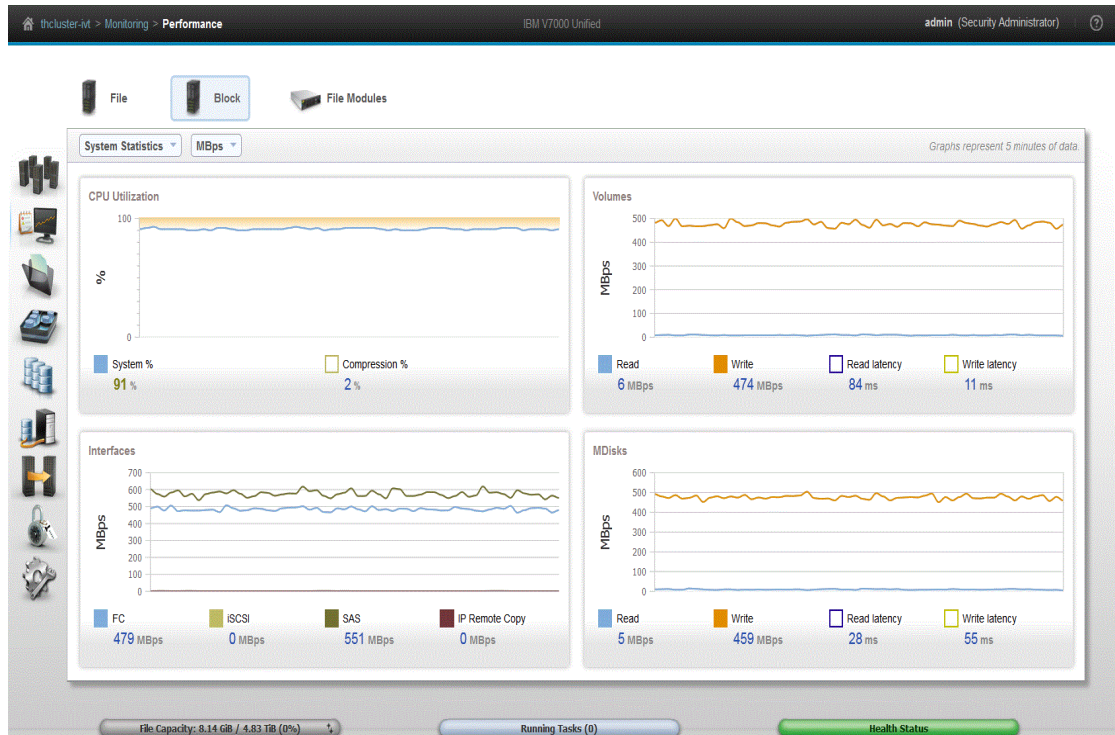 thcluster-ivt > Monitoring > Performance
IBM V7000 Unified
admin (Security Administrator)
?
File
Block
File Modules
System Statistics
MBps
Graphs represent 5 minutes of data.
CPU Utilization
100
%
0
System %
91 %
Compression %
2 %
Volumes
500
400
300
200
100
0
MBps
Read
6 MBps
Write
474 MBps
Read latency
84 ms
Write latency
11 ms
Interfaces
700
600
500
400
300
200
100
0
MBps
FC
479 MBps
iSCSI
0 MBps
SAS
551 MBps
IP Remote Copy
0 MBps
MDisks
600
500
400
300
200
100
0
MBps
Read
5 MBps
Write
459 MBps
Read latency
28 ms
Write latency
55 ms
File Capacity: 8.14 GiB / 4.83 TiB (0%)
Running Tasks (0)
Health Status